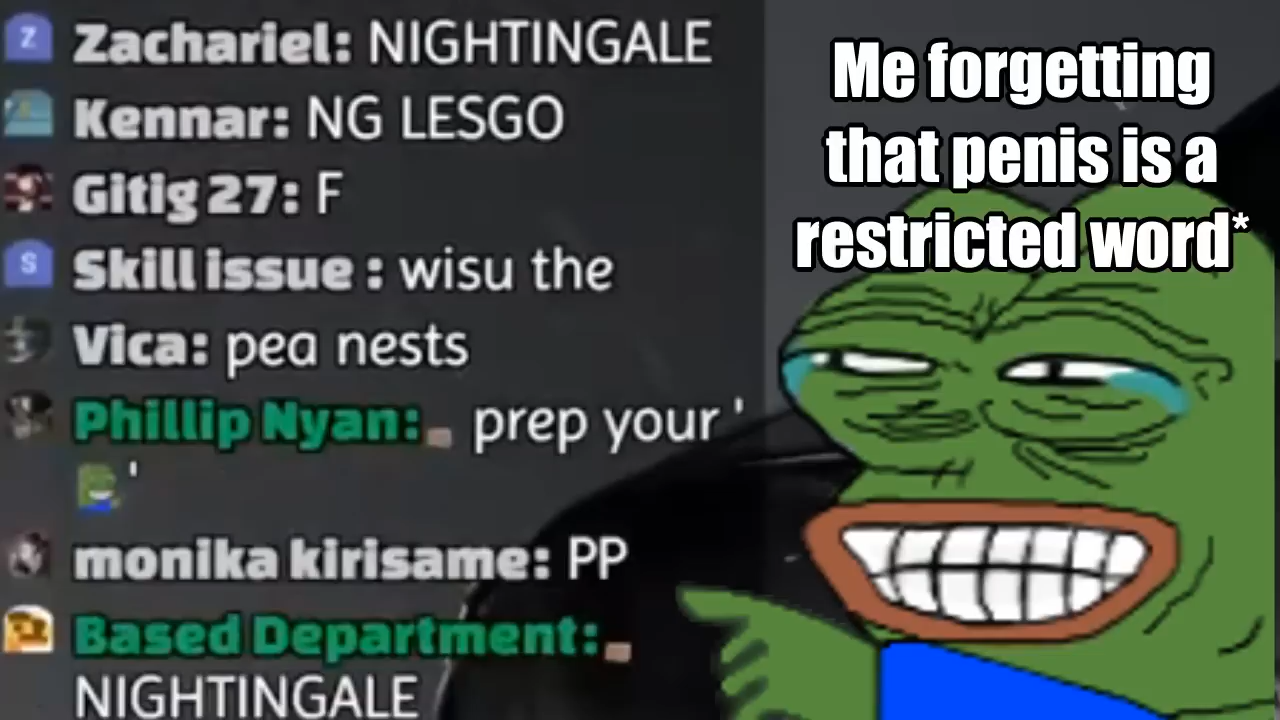 Zachariel: NIGHTINGALE
Kennar: NG LESGO
Gitig 27: F
Skill issue : wisu the
Vica: pea nests
Phillip Nyan: prep your '
'
monika kirisame: PP
Based Department:
NIGHTINGALE
Me forgetting
that penis is a
restricted word*
Z
S